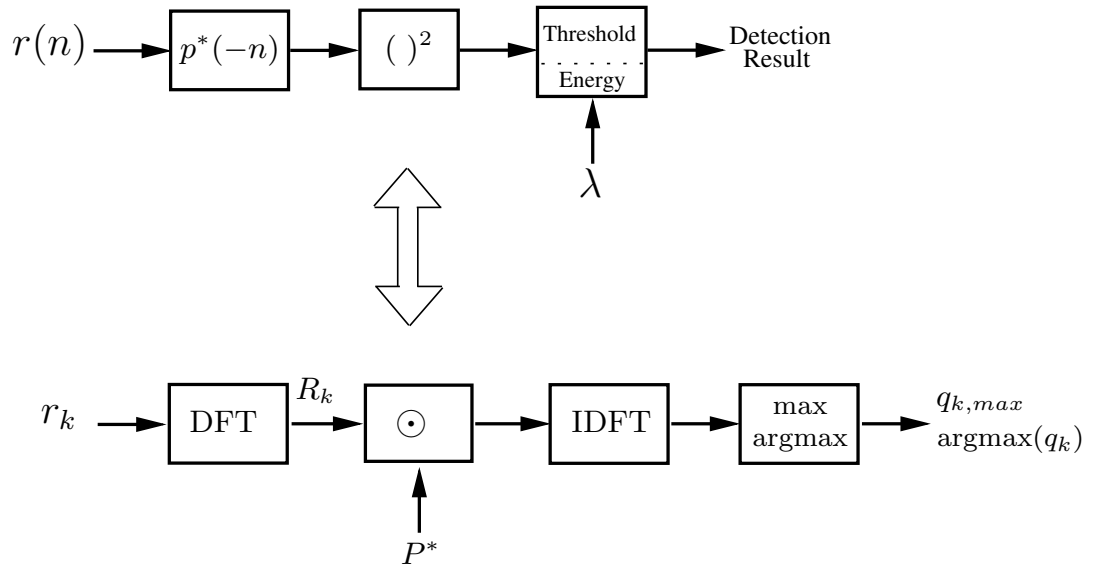 r(n)
p*(−n)
( )²
Threshold
Energy
Detection
Result
λ
r_k
DFT
R_k
⊙
P*
IDFT
max
argmax
q_{k,max}
argmax(q_k)